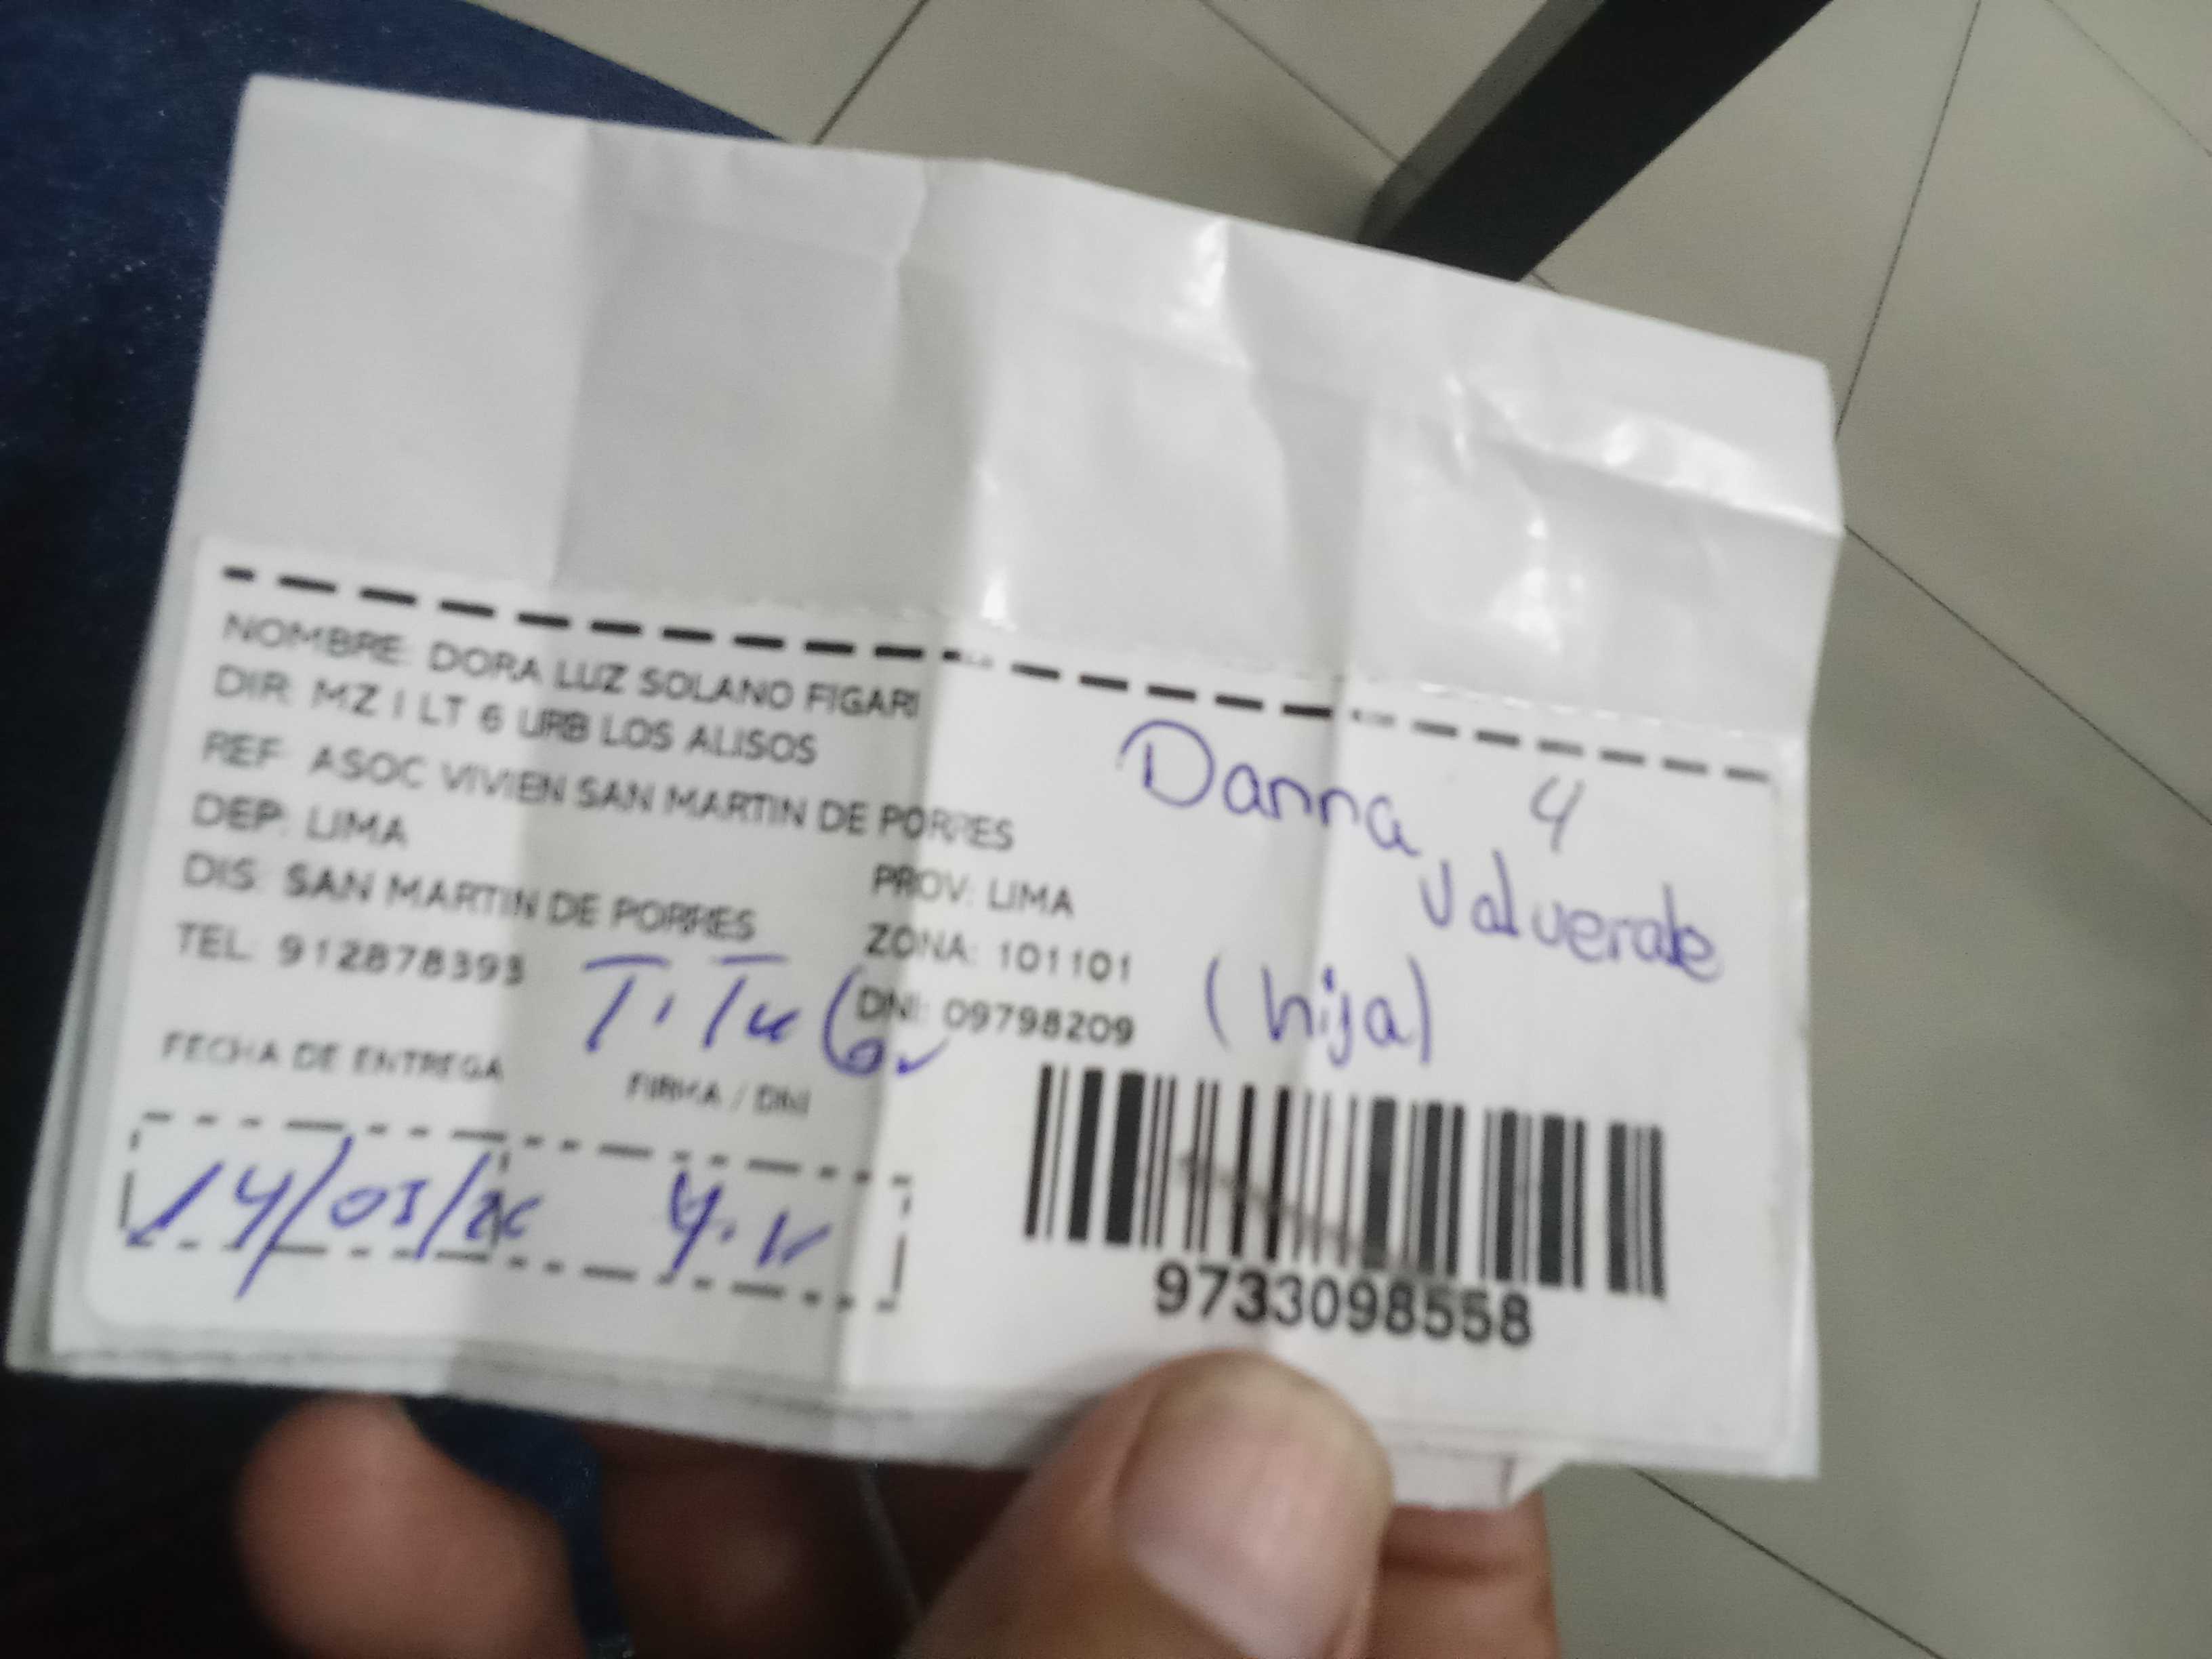 NOMBRE: DORA LUZ SOLANO FIGARI
DIR: MZ I LT 6 URB LOS ALISOS
REF: ASOC VIVIEN SAN MARTIN DE PORRES
DEP: LIMA
PROV: LIMA
DIS: SAN MARTIN DE PORRES
ZONA: 101101
TEL: 912878393
DNI: 09798209
Danna 4
Valverde
(hija)
FECHA DE ENTREGA
FIRMA / DNI
9733098558